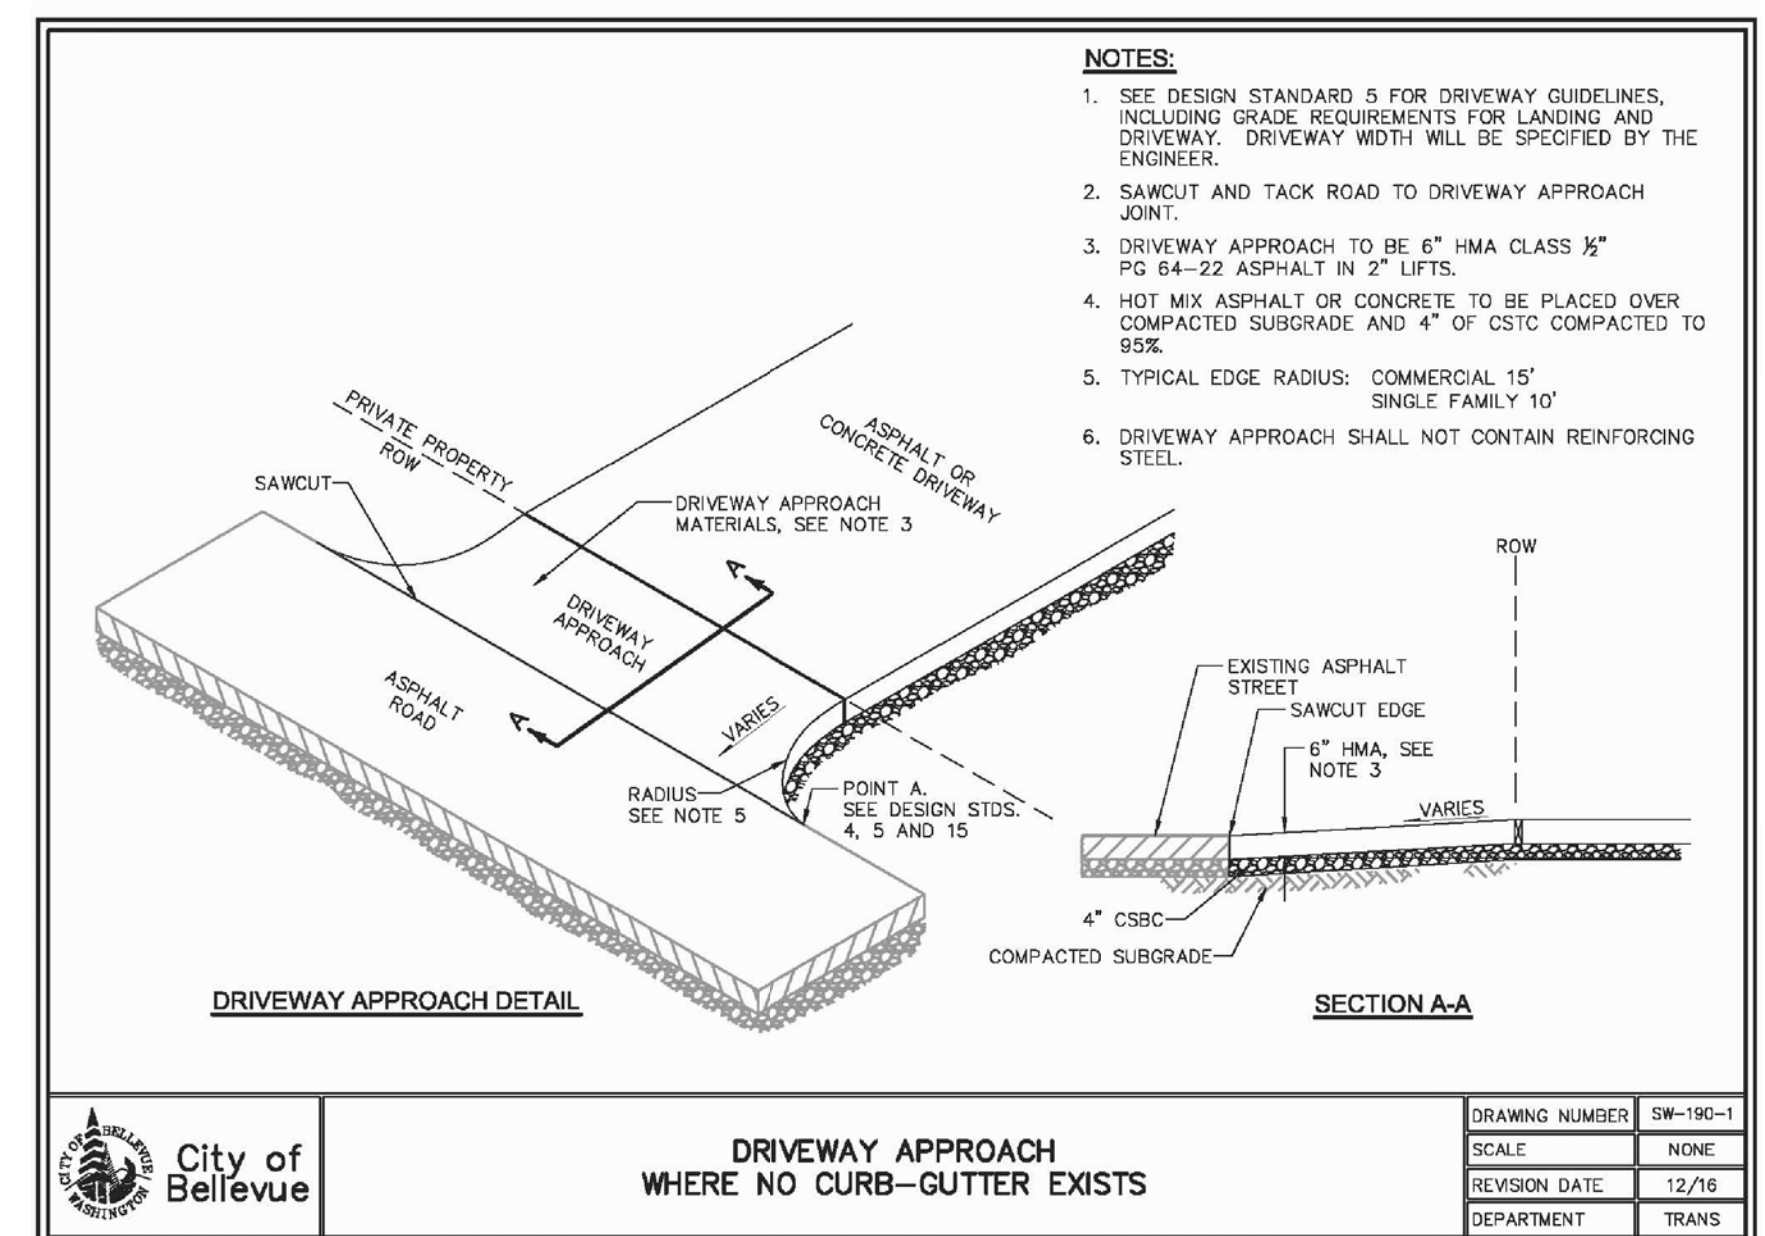 NOTES:
1. SEE DESIGN STANDARD 5 FOR DRIVEWAY GUIDELINES,
INCLUDING GRADE REQUIREMENTS FOR LANDING AND
DRIVEWAY. DRIVEWAY WIDTH WILL BE SPECIFIED BY THE
ENGINEER.
2. SAWCUT AND TACK ROAD TO DRIVEWAY APPROACH
JOINT.
3. DRIVEWAY APPROACH TO BE 6" HMA CLASS ½"
PG 64-22 ASPHALT IN 2" LIFTS.
4. HOT MIX ASPHALT OR CONCRETE TO BE PLACED OVER
COMPACTED SUBGRADE AND 4" OF CSTC COMPACTED TO
95%.
5. TYPICAL EDGE RADIUS: COMMERCIAL 15'
SINGLE FAMILY 10'
6. DRIVEWAY APPROACH SHALL NOT CONTAIN REINFORCING
STEEL.
PRIVATE PROPERTY
ROW
SAWCUT
ASPHALT OR
CONCRETE DRIVEWAY
DRIVEWAY APPROACH
MATERIALS, SEE NOTE 3
A
DRIVEWAY
APPROACH
ASPHALT
ROAD
A
VARIES
RADIUS
SEE NOTE 5
POINT A.
SEE DESIGN STDS.
4, 5 AND 15
DRIVEWAY APPROACH DETAIL
ROW
EXISTING ASPHALT
STREET
SAWCUT EDGE
6" HMA, SEE
NOTE 3
VARIES
4" CSBC
COMPACTED SUBGRADE
SECTION A-A
CITY OF BELLEVUE
WASHINGTON
City of
Bellevue
DRIVEWAY APPROACH
WHERE NO CURB-GUTTER EXISTS
DRAWING NUMBER SW-190-1
SCALE NONE
REVISION DATE 12/16
DEPARTMENT TRANS